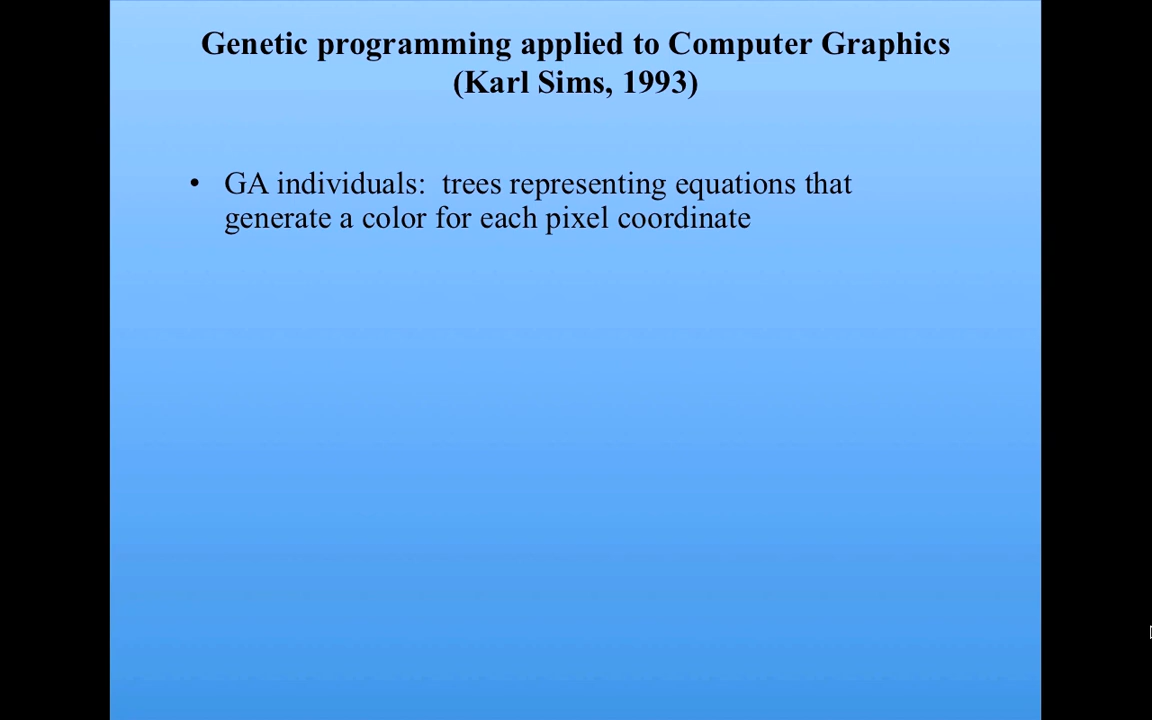 Genetic programming applied to Computer Graphics
(Karl Sims, 1993)
• GA individuals:  trees representing equations that
generate a color for each pixel coordinate